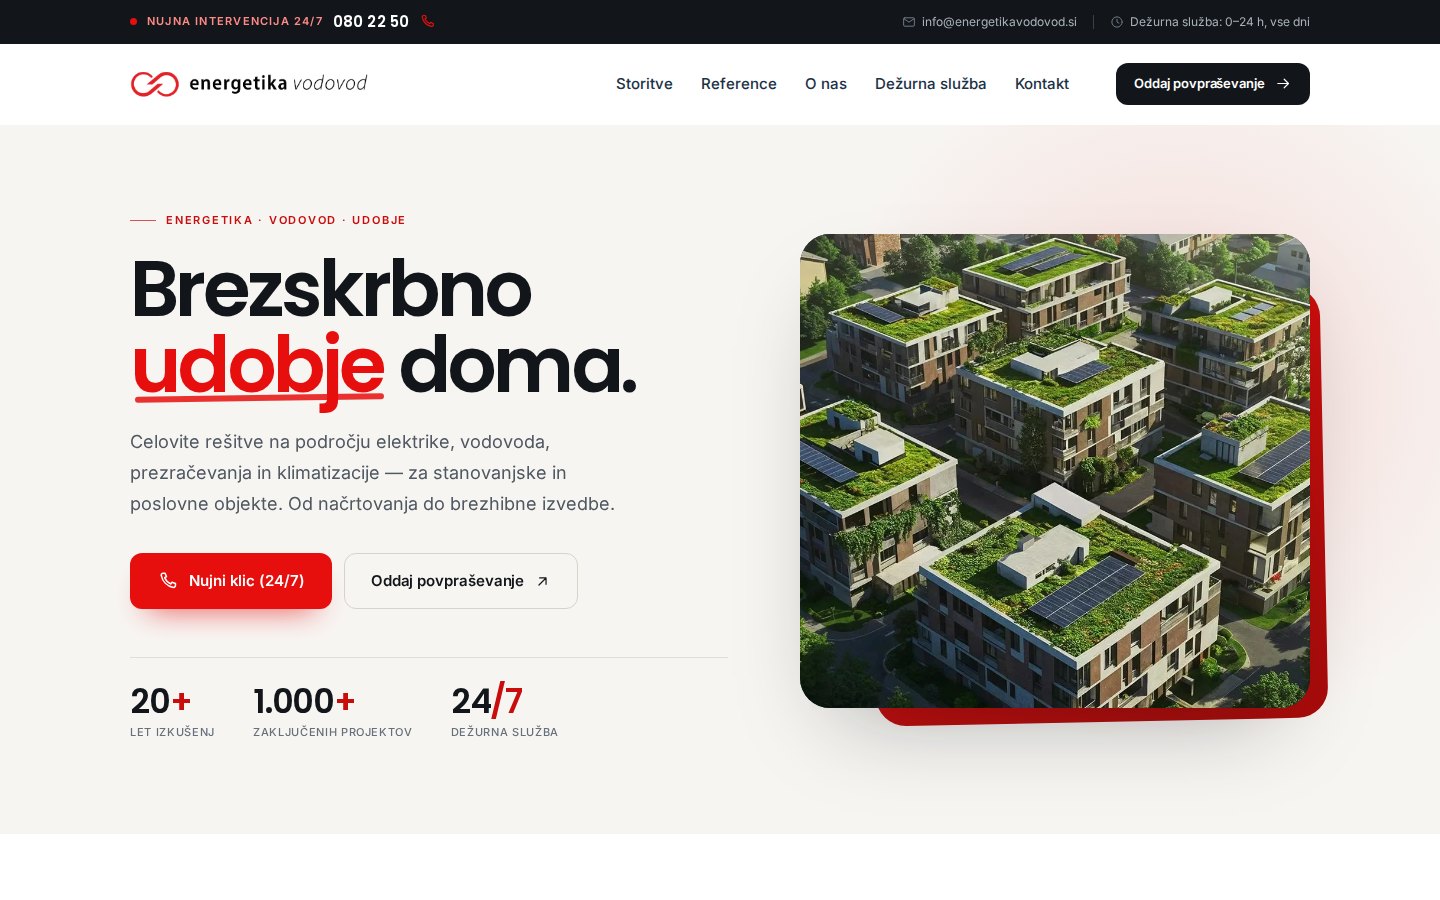 NUJNA INTERVENCIJA 24/7 080 22 50
info@energetikavodovod.si
Dežurna služba: 0–24 h, vse dni
energetika vodovod
Storitve
Reference
O nas
Dežurna služba
Kontakt
Oddaj povpraševanje
ENERGETIKA · VODOVOD · UDOBJE
Brezskrbno
udobje doma.
Celovite rešitve na področju elektrike, vodovoda,
prezračevanja in klimatizacije — za stanovanjske in
poslovne objekte. Od načrtovanja do brezhibne izvedbe.
Nujni klic (24/7)
Oddaj povpraševanje
20+
LET IZKUŠENJ
1.000+
ZAKLJUČENIH PROJEKTOV
24/7
DEŽURNA SLUŽBA